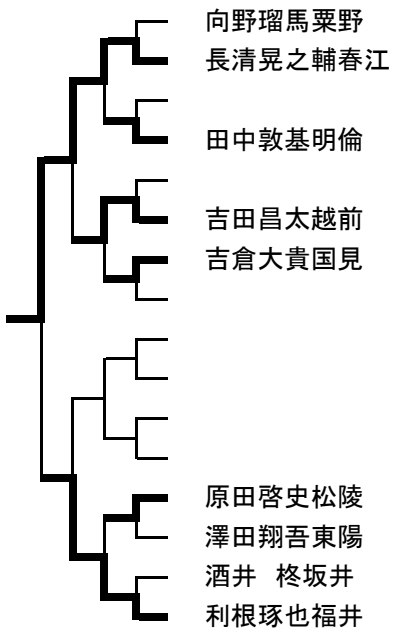 向野瑠馬粟野
長清晃之輔春江
田中敦基明倫
吉田昌太越前
吉倉大貴国見
原田啓史松陵
澤田翔吾東陽
酒井 柊坂井
利根琢也福井